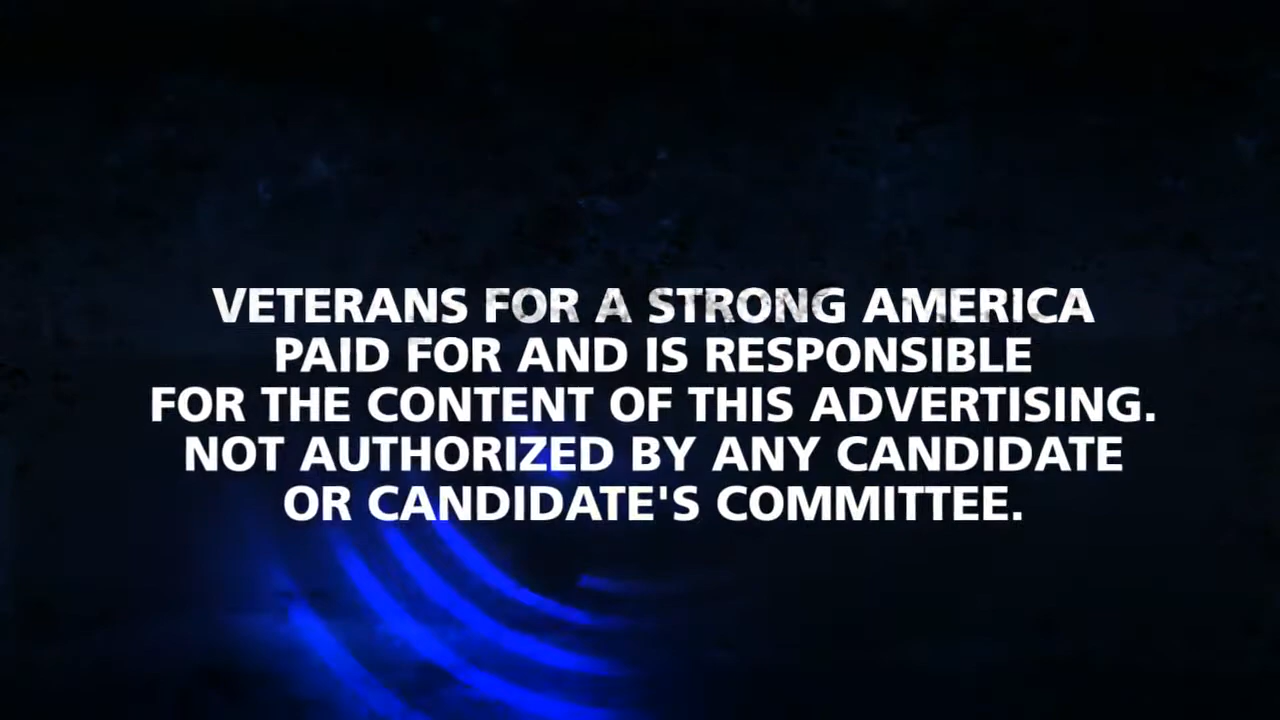 VETERANS FOR A STRONG AMERICA
PAID FOR AND IS RESPONSIBLE
FOR THE CONTENT OF THIS ADVERTISING.
NOT AUTHORIZED BY ANY CANDIDATE
OR CANDIDATE'S COMMITTEE.